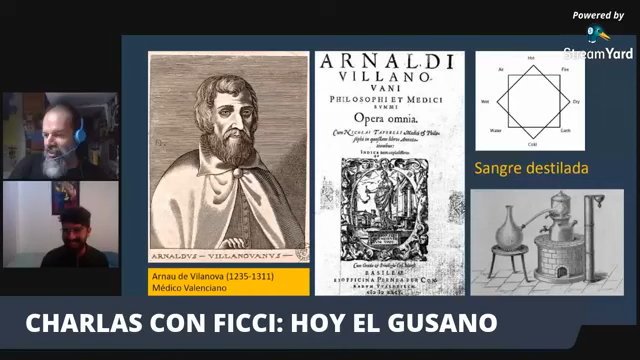 Powered by
StreamYard
ARNALDI
VILLANO-
VANI
PHILOSOPHI ET MEDICI
SVMMI
Opera omnia.
Hot
Air
Fire
Wet
Dry
Water
Earth
Cold
Sangre destilada
ARNALDVS – VILLANOVANVS
Arnau de Vilanova (1235-1311)
Médico Valenciano
BASILEÆ
CHARLAS CON FICCI: HOY EL GUSANO